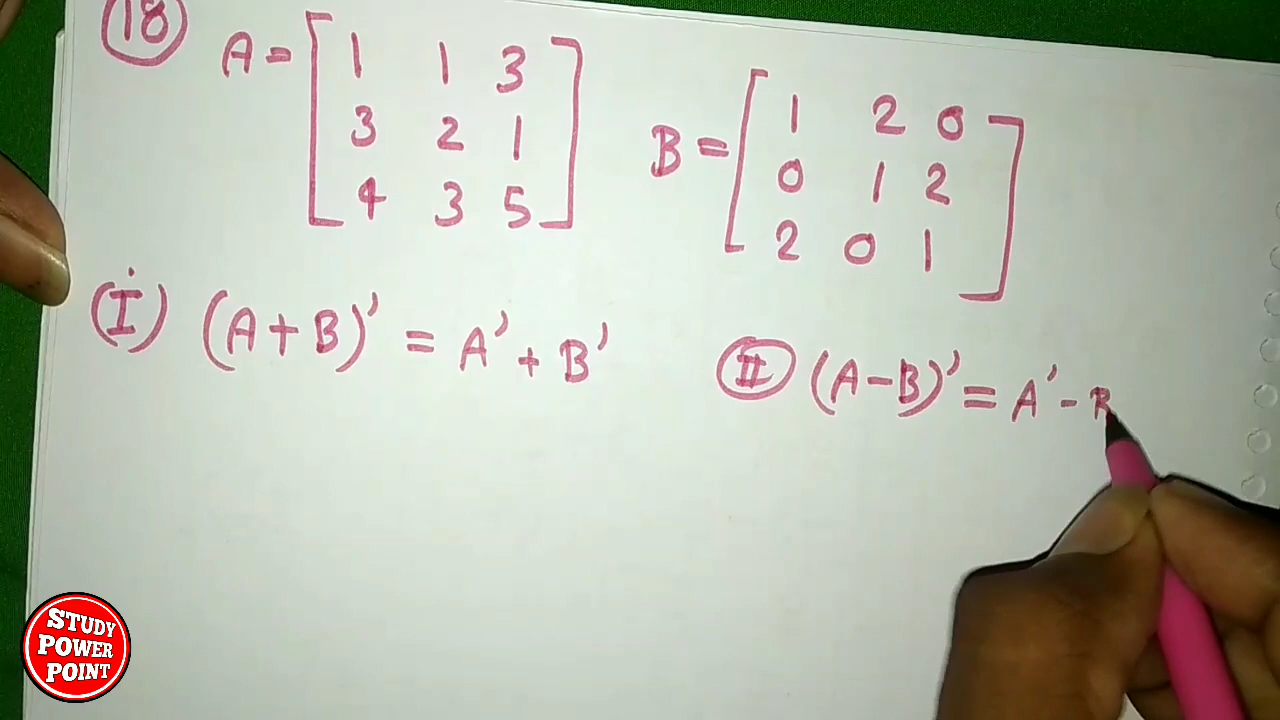 18 A = [ 1 1 3
3 2 1
4 3 5 ]
B = [ 1 2 0
0 1 2
2 0 1 ]
(I) (A + B)' = A' + B'
II (A - B)' = A' - B
STUDY
POWER
POINT